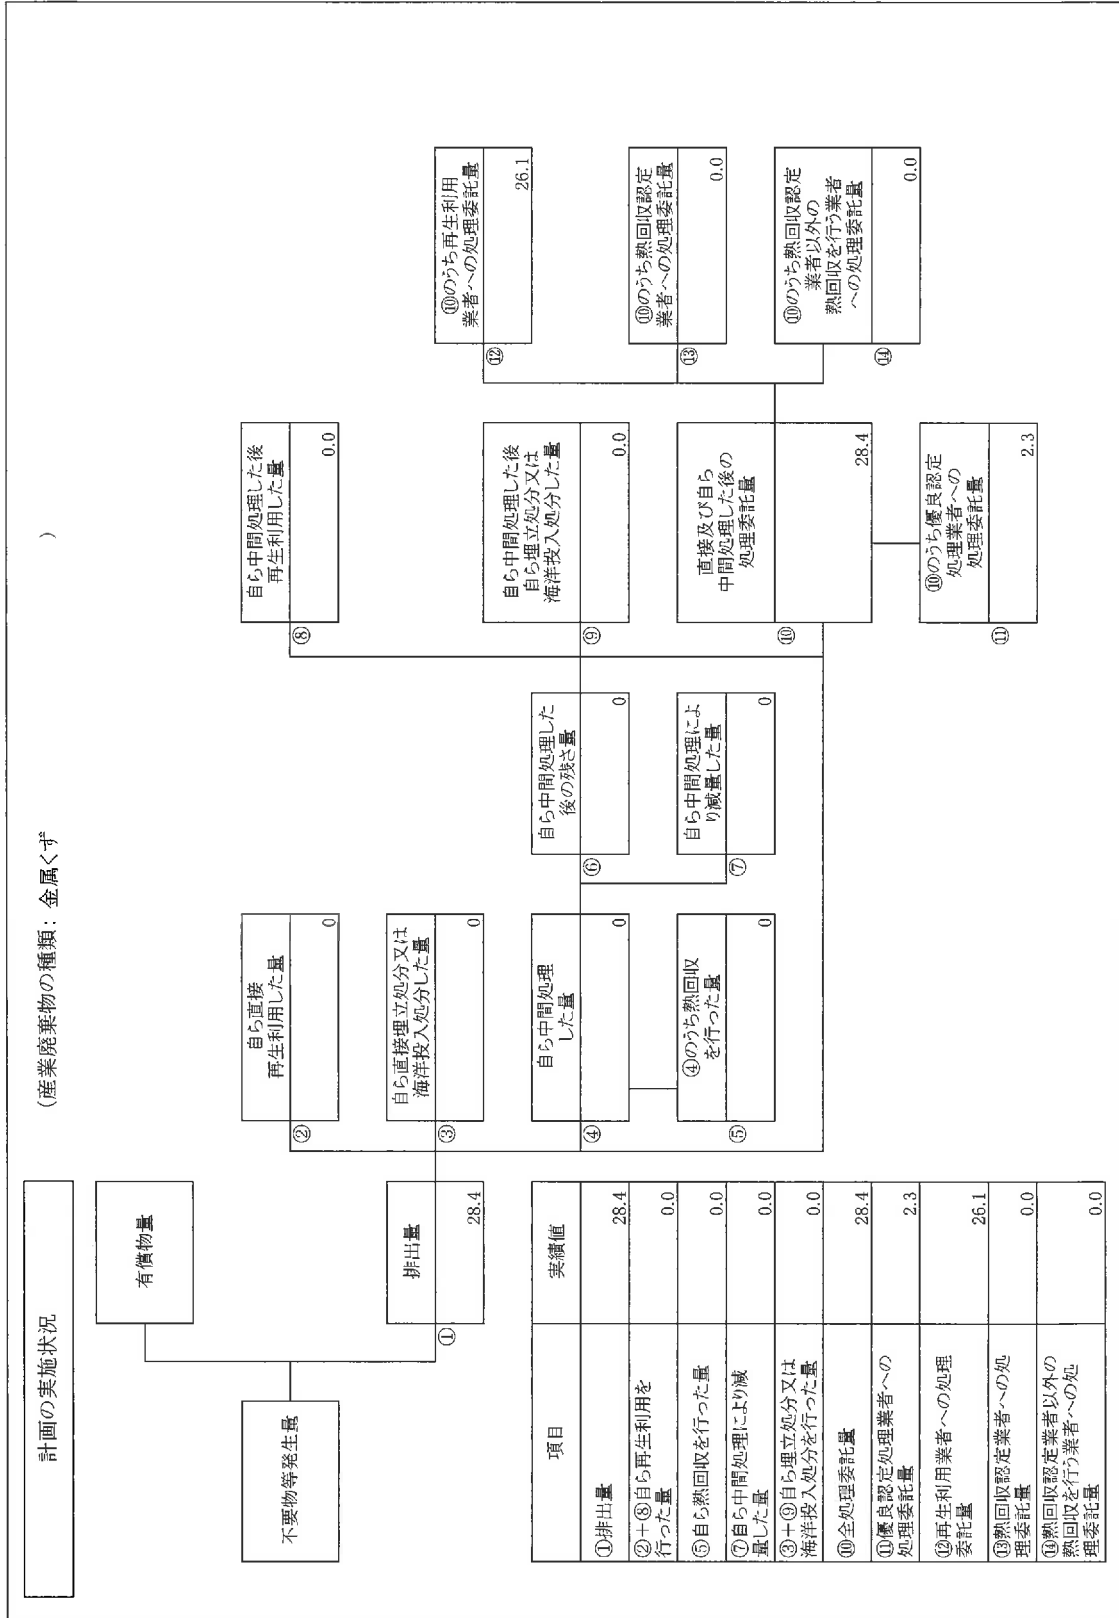 計画の実施状況
(産業廃棄物の種類: 金属くず )
不要物等発生量
有償物量
①
排出量
28.4
②
自ら直接
再生利用した量
0
③
自ら直接埋立処分又は
海洋投入処分した量
0
④
自ら中間処理
した量
0
⑤
④のうち熱回収
を行った量
0
⑥
自ら中間処理した
後の残さ量
0
⑦
自ら中間処理によ
り減量した量
0
⑧
自ら中間処理した後
再生利用した量
0.0
⑨
自ら中間処理した後
自ら埋立処分又は
海洋投入処分した量
0.0
⑩
直接及び自ら
中間処理した後の
処理委託量
28.4
⑪
⑩のうち優良認定
処理業者への
処理委託量
2.3
⑫
⑩のうち再生利用
業者への処理委託量
26.1
⑬
⑩のうち熱回収認定
業者への処理委託量
0.0
⑭
⑩のうち熱回収認定
業者以外の
熱回収を行う業者
への処理委託量
0.0
項目 実績値
①排出量 28.4
②+⑧自ら再生利用を
行った量 0.0
⑤自ら熱回収を行った量 0.0
⑦自ら中間処理により減
量した量 0.0
③+⑨自ら埋立処分又は
海洋投入処分を行った量 0.0
⑩全処理委託量 28.4
⑪優良認定処理業者への
処理委託量 2.3
⑫再生利用業者への処理
委託量 26.1
⑬熱回収認定業者への処
理委託量 0.0
⑭熱回収認定業者以外の
熱回収を行う業者への処
理委託量 0.0